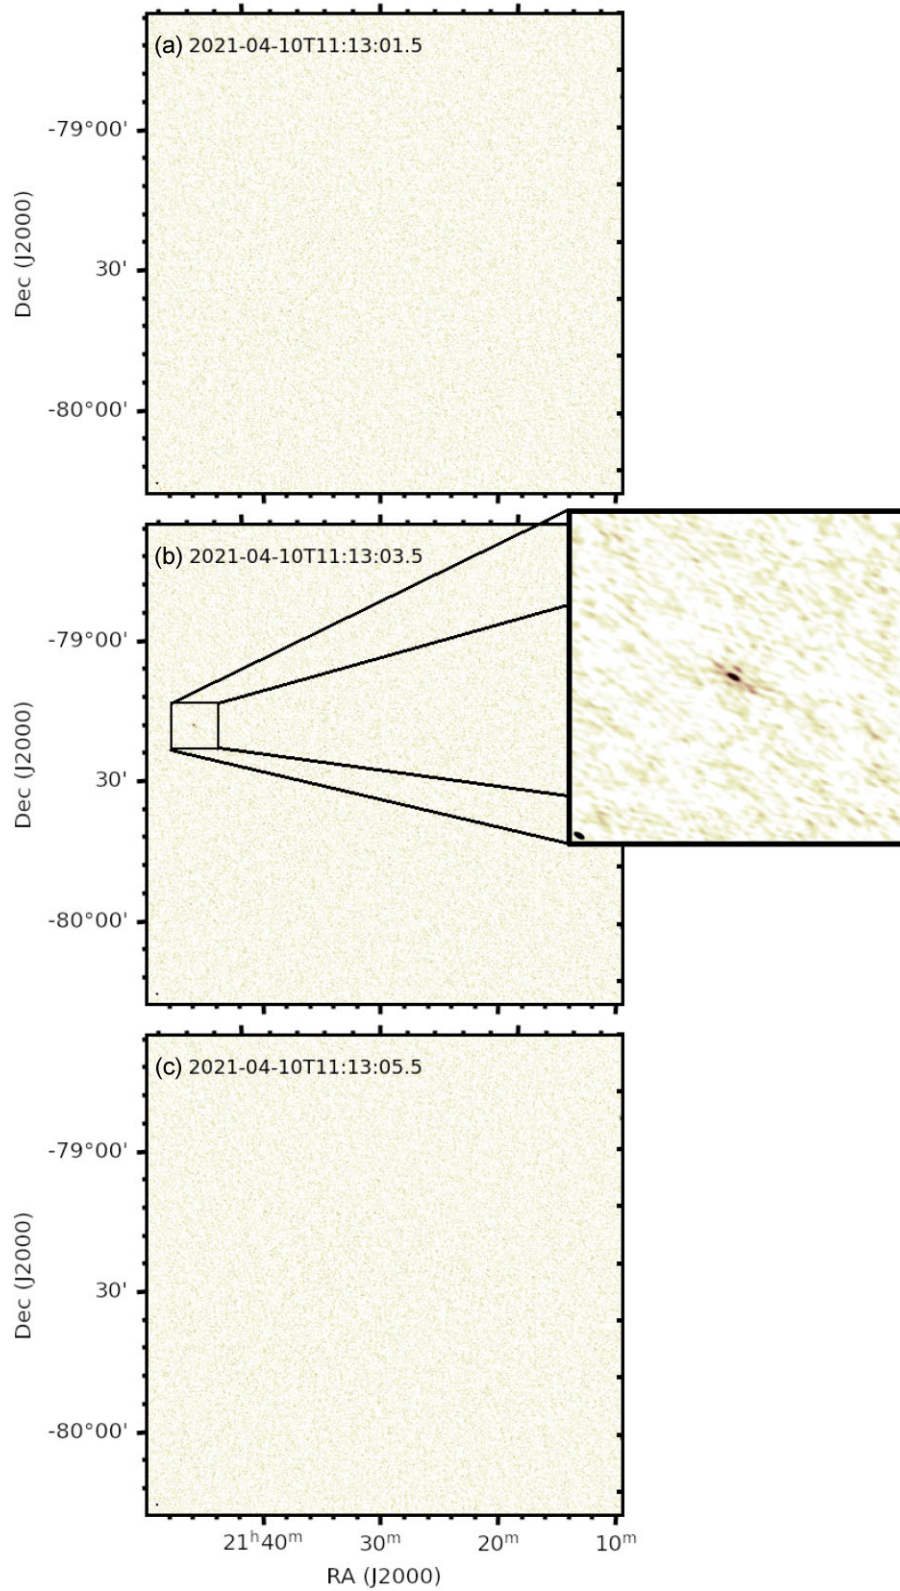 (a) 2021-04-10T11:13:01.5
-79°00'
30'
-80°00'
Dec (J2000)
(b) 2021-04-10T11:13:03.5
-79°00'
30'
-80°00'
Dec (J2000)
(c) 2021-04-10T11:13:05.5
-79°00'
30'
-80°00'
Dec (J2000)
21ʰ40ᵐ 30ᵐ 20ᵐ 10ᵐ
RA (J2000)